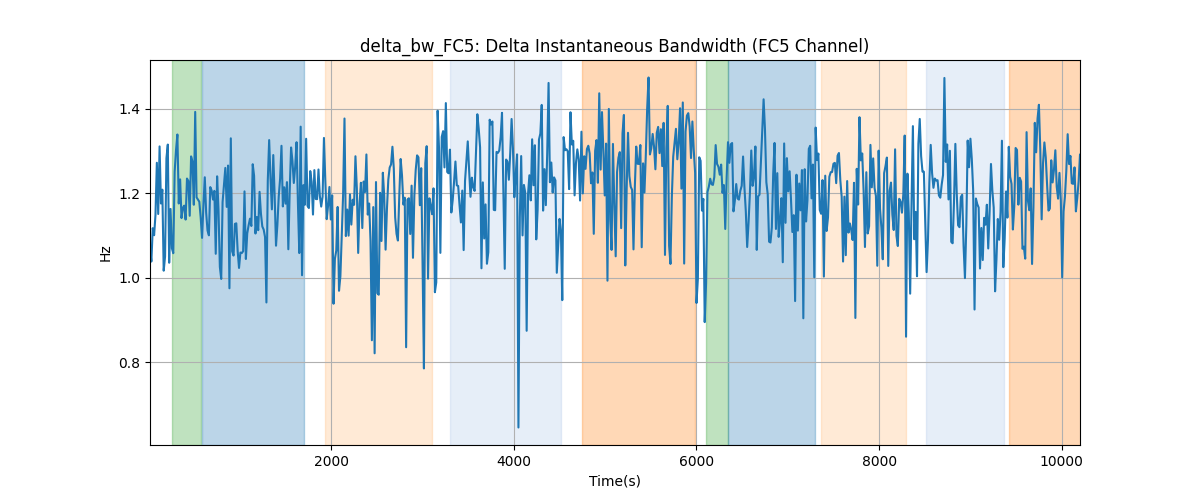 delta_bw_FC5: Delta Instantaneous Bandwidth (FC5 Channel)
1.4
1.2
1.0
0.8
Hz
2000 4000 6000 8000 10000
Time(s)